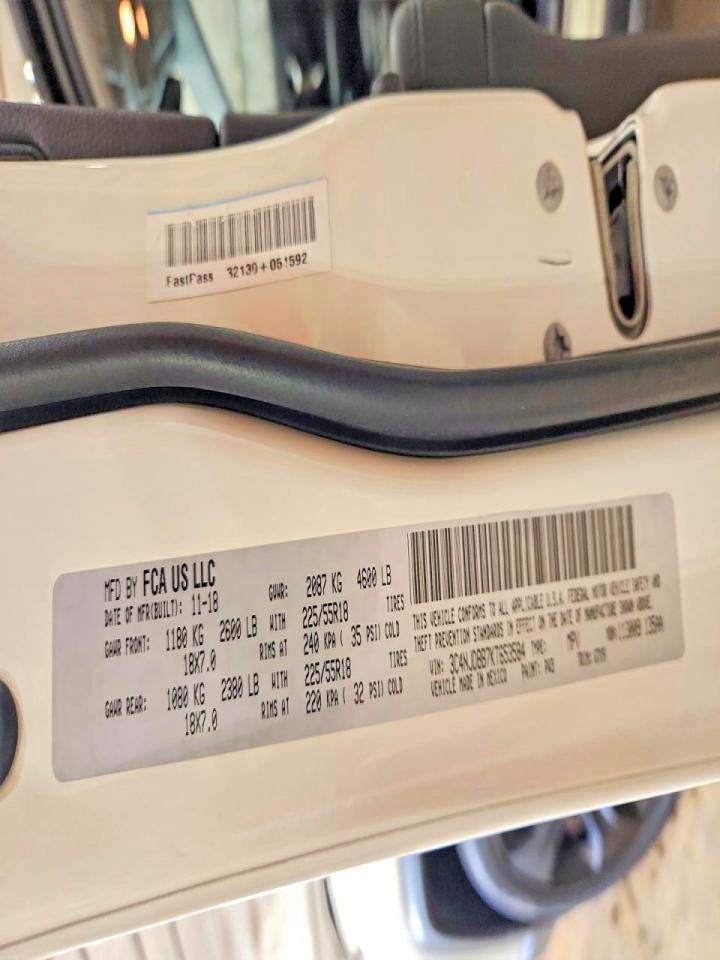 FastPass 32130+051592
MFD BY FCA US LLC
DATE OF MFR(BUILT): 11-18 GVWR: 2087 KG 4600 LB
GAWR FRONT: 1180 KG 2600 LB WITH 225/55R18 TIRES
18X7.0 RIMS AT 240 KPA ( 35 PSI) COLD
GAWR REAR: 1080 KG 2380 LB WITH 225/55R18 TIRES
18X7.0 RIMS AT 220 KPA ( 32 PSI) COLD
THIS VEHICLE CONFORMS TO ALL APPLICABLE U.S.A. FEDERAL MOTOR VEHICLE SAFETY AND
THEFT PREVENTION STANDARDS IN EFFECT ON THE DATE OF MANUFACTURE SHOWN ABOVE.
VIN: TYPE: MPV MDH:
VEHICLE MADE IN MEXICO PAINT: TRIM: